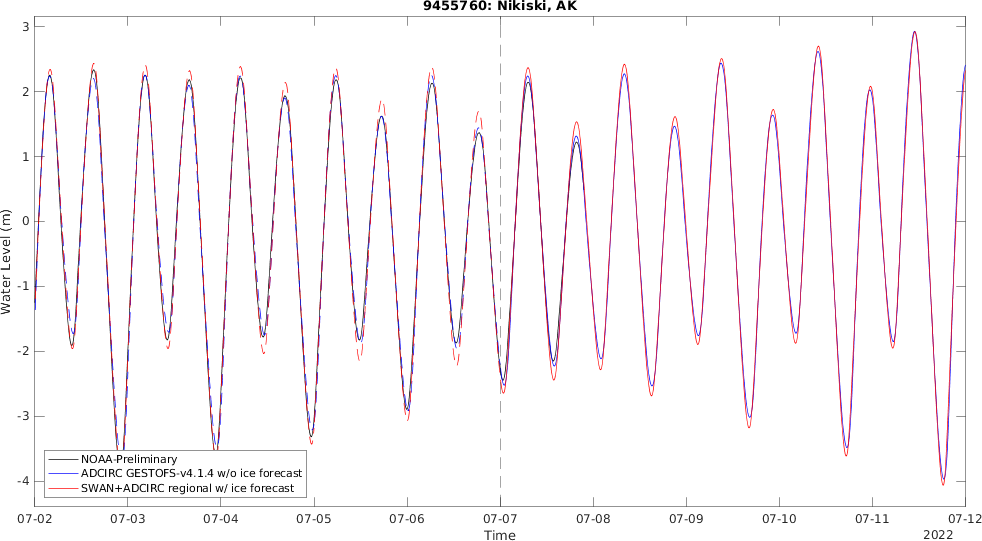 9455760: Nikiski, AK
3
2
1
0
-1
-2
-3
-4
Water Level (m)
NOAA-Preliminary
ADCIRC GESTOFS-v4.1.4 w/o ice forecast
SWAN+ADCIRC regional w/ ice forecast
07-02 07-03 07-04 07-05 07-06 07-07 07-08 07-09 07-10 07-11 07-12
Time
2022